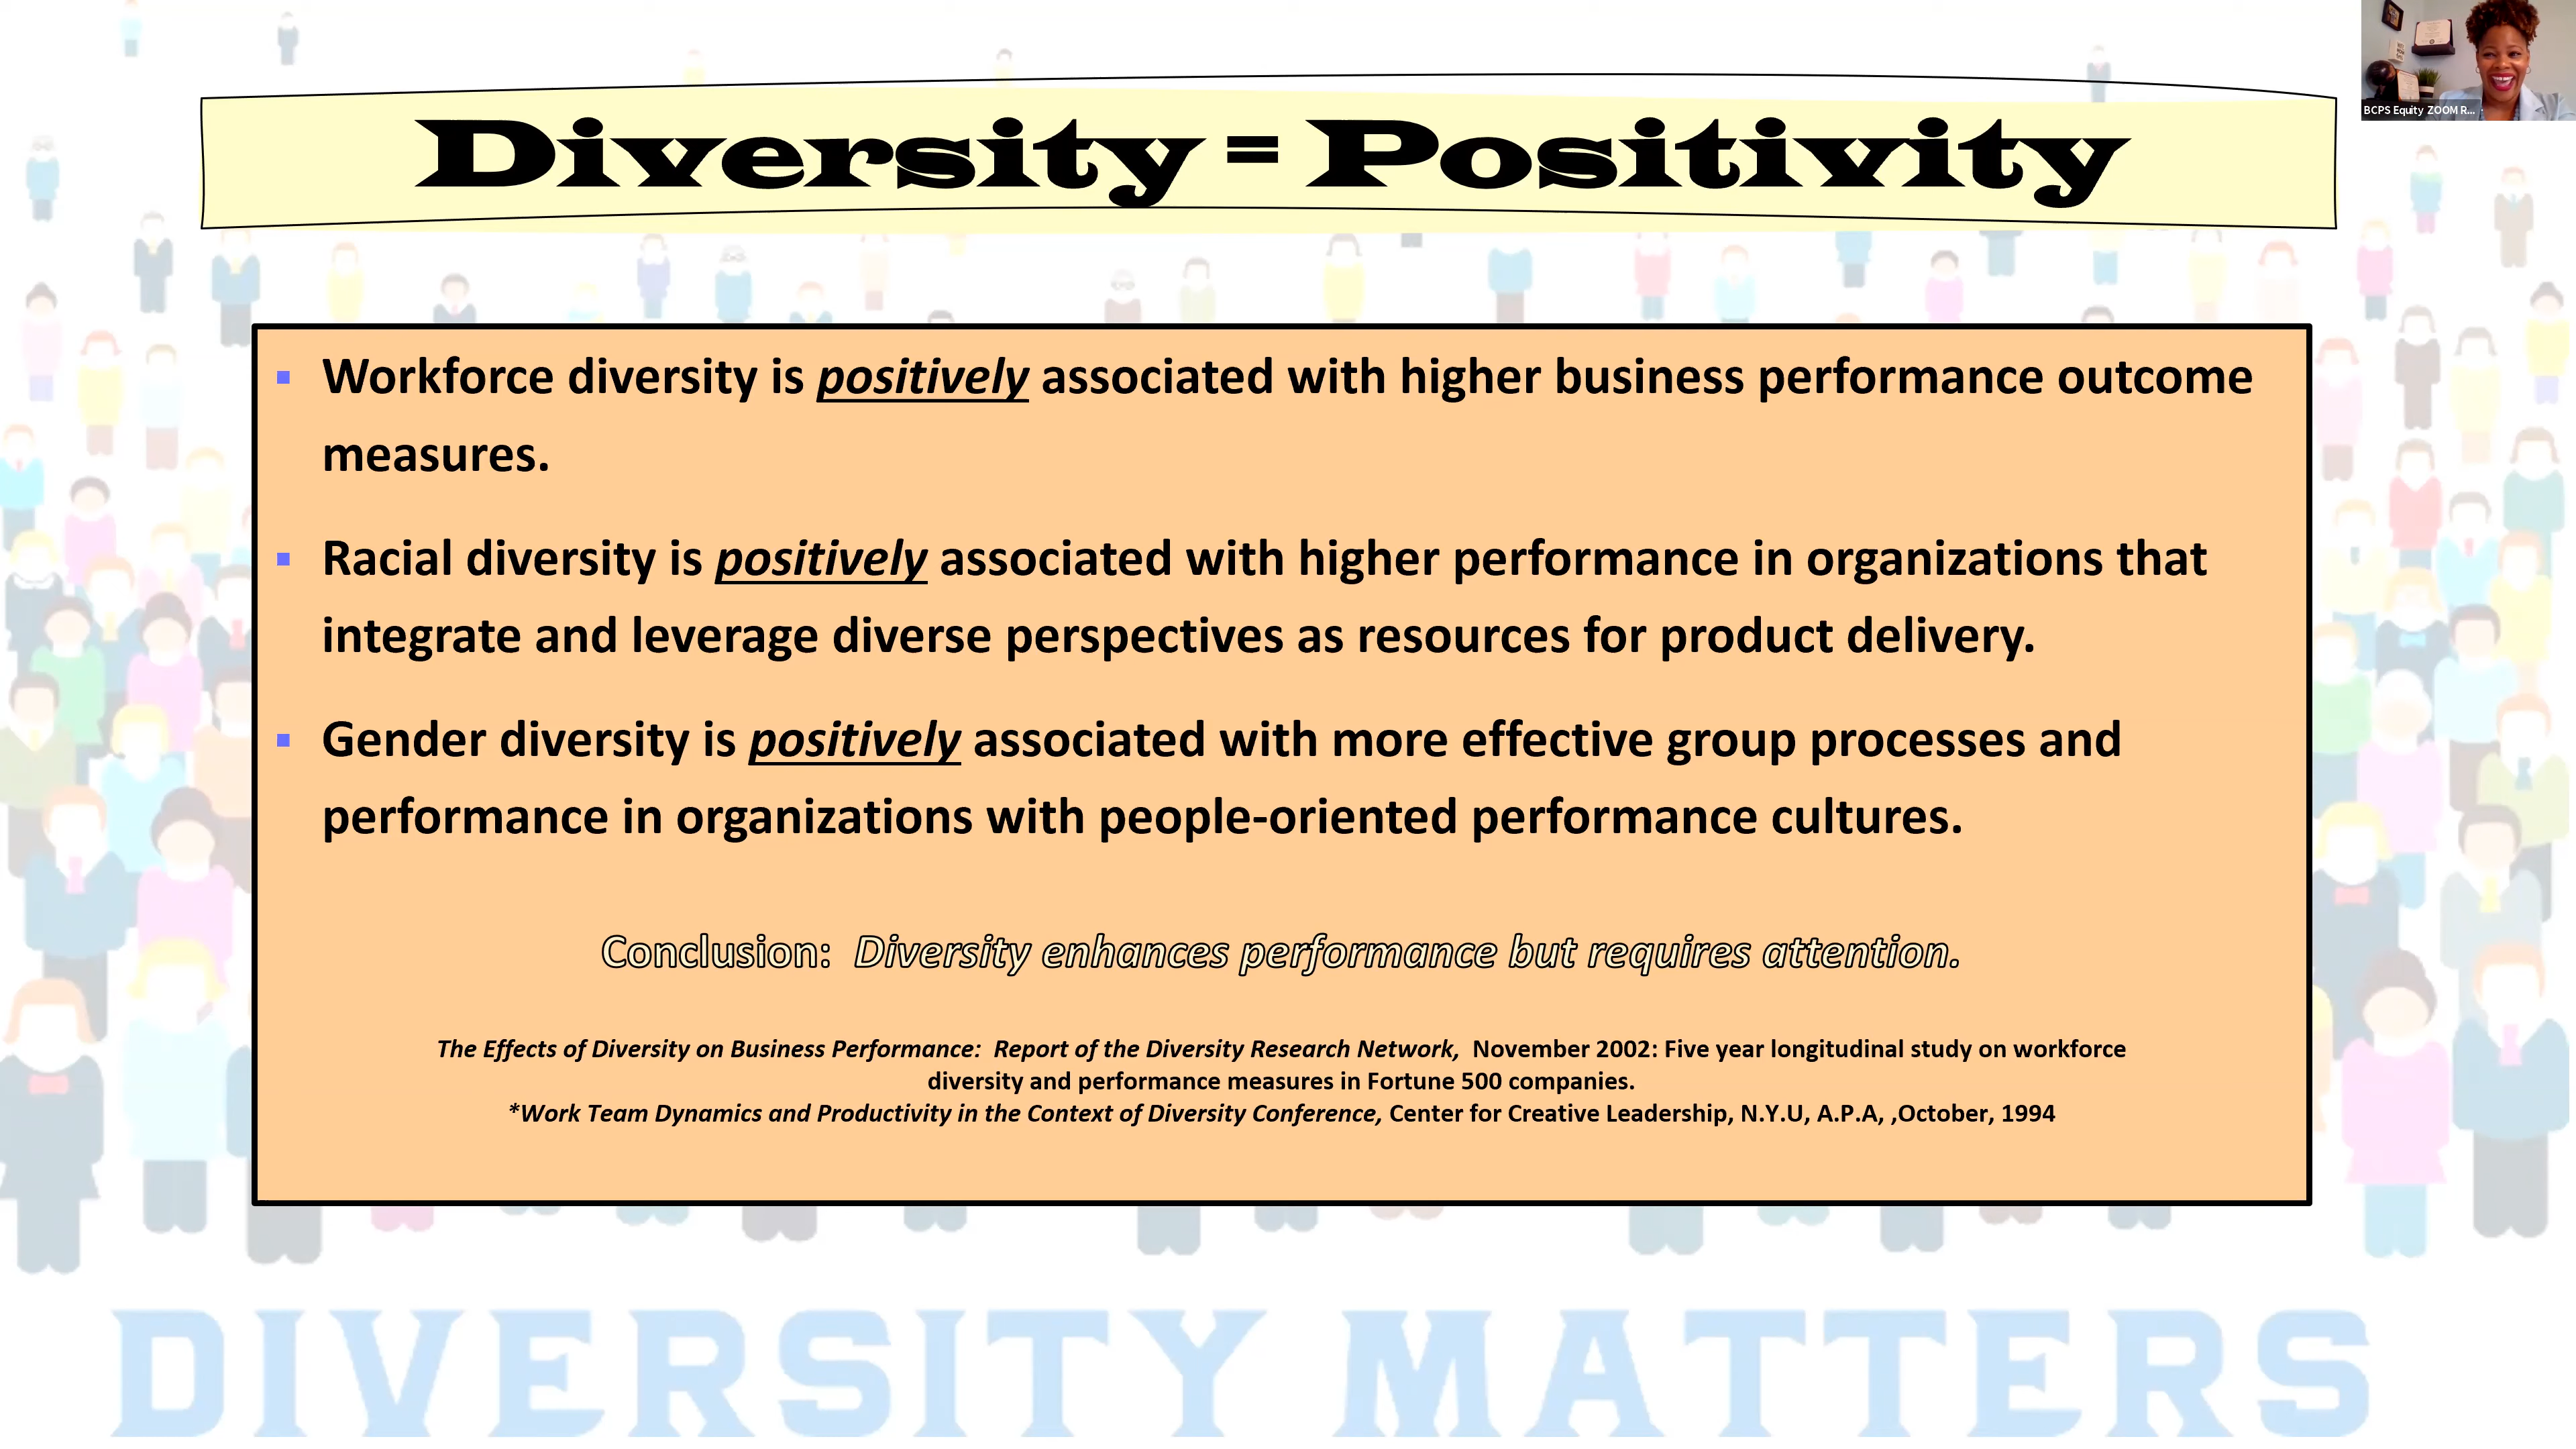 BCPS Equity ZOOM R...
Diversity = Positivity
Workforce diversity is positively associated with higher business performance outcome
measures.
Racial diversity is positively associated with higher performance in organizations that
integrate and leverage diverse perspectives as resources for product delivery.
Gender diversity is positively associated with more effective group processes and
performance in organizations with people-oriented performance cultures.
Conclusion: Diversity enhances performance but requires attention.
The Effects of Diversity on Business Performance: Report of the Diversity Research Network, November 2002: Five year longitudinal study on workforce
diversity and performance measures in Fortune 500 companies.
*Work Team Dynamics and Productivity in the Context of Diversity Conference, Center for Creative Leadership, N.Y.U, A.P.A, ,October, 1994
DIVERSITY MATTERS